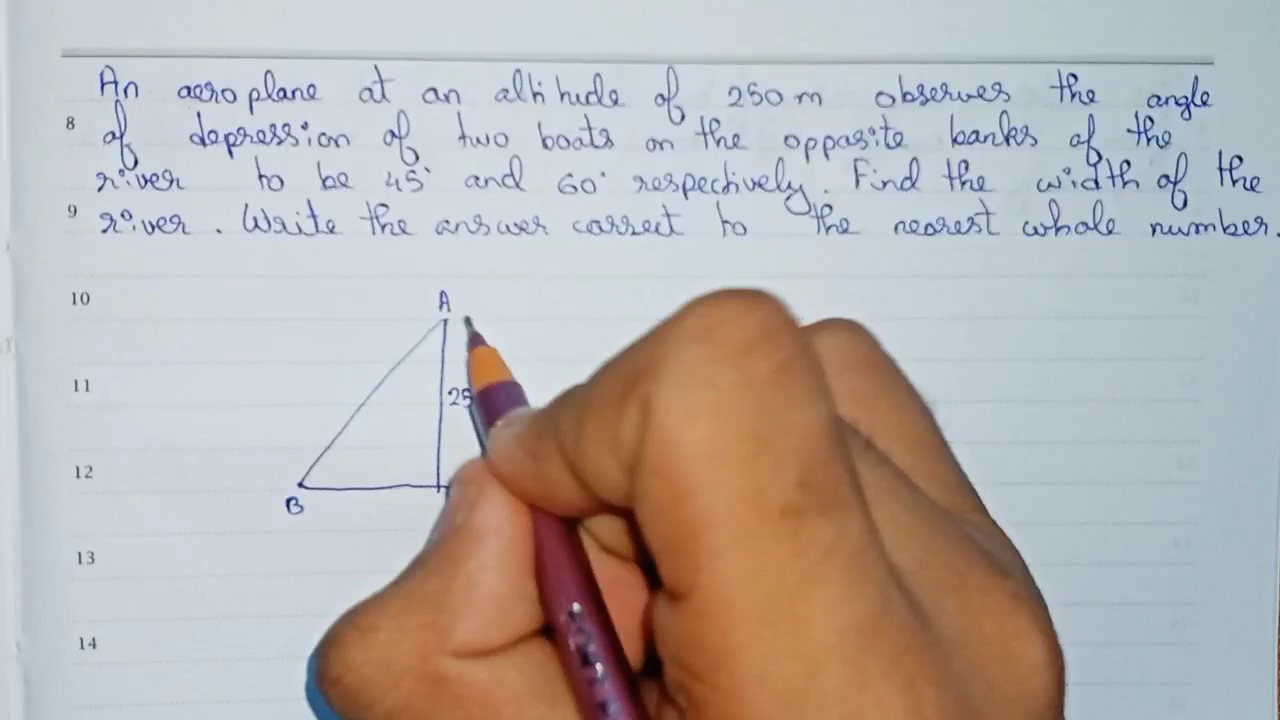 An aeroplane at an altitude of 250 m observes the angle
8
of depression of two boats on the opposite banks of the
river to be 45° and 60° respectively. Find the width of the
9
river. Write the answer correct to the nearest whole number.
10
A
11
25
12
B
13
14